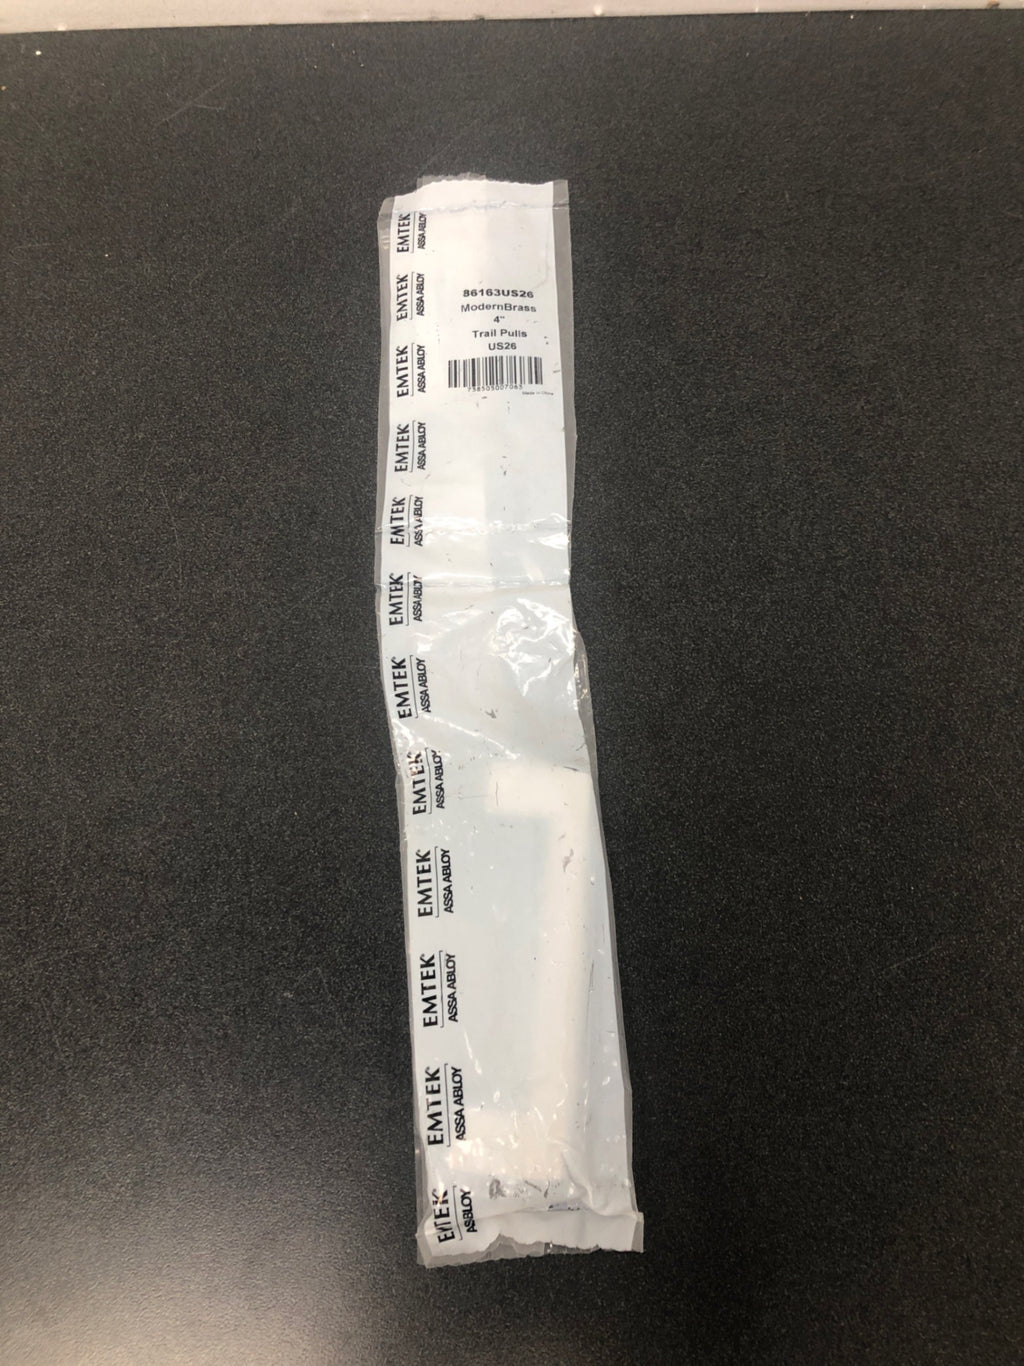 EMTEK
ASSA ABLOY
EMTEK
ASSA ABLOY
EMTEK
ASSA ABLOY
EMTEK
ASSA ABLOY
EMTEK
ASSA ABLOY
EMTEK
ASSA ABLOY
EMTEK
ASSA ABLOY
EMTEK
ASSA ABLOY
EMTEK
ASSA ABLOY
EMTEK
ASSA ABLOY
EMTEK
ASSA ABLOY
EMTEK
86163US26
ModernBrass
4"
Trail Pulls
US26
Made in China